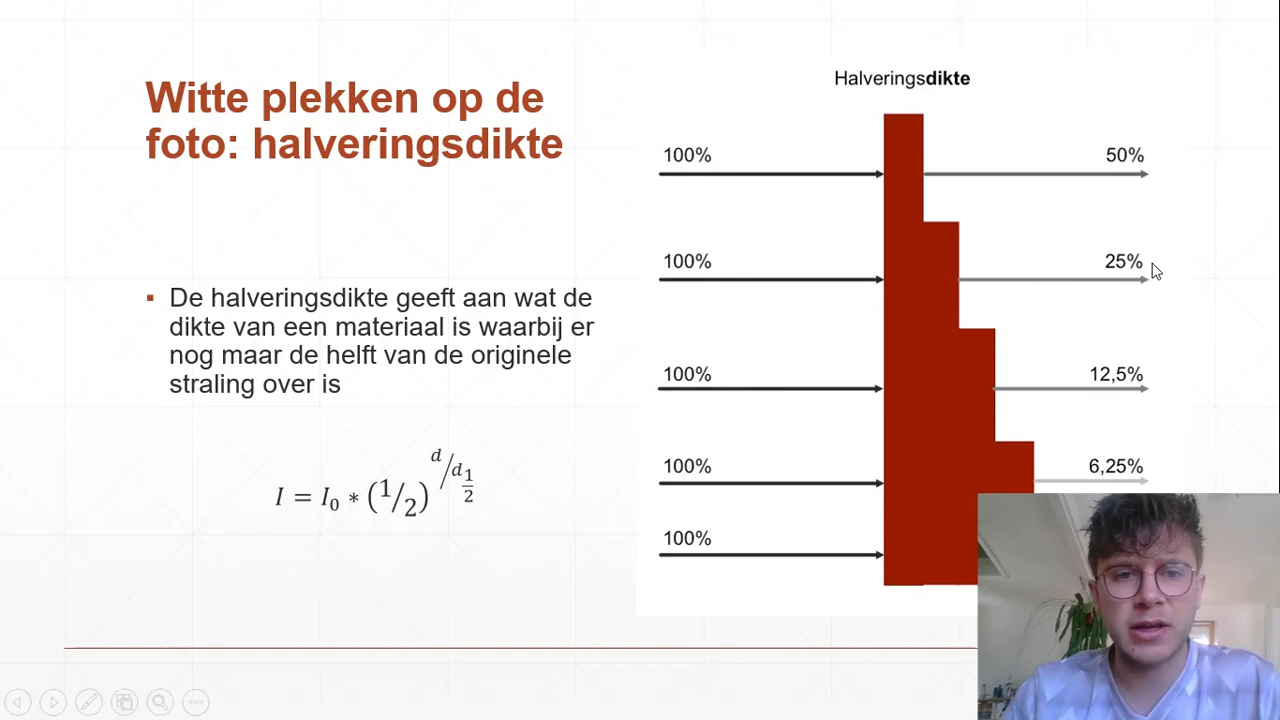 Witte plekken op de
foto: halveringsdikte
De halveringsdikte geeft aan wat de
dikte van een materiaal is waarbij er
nog maar de helft van de originele
straling over is
I = I₀ * (1/2)^(d/d_{1/2})
Halveringsdikte
100%
50%
100%
25%
100%
12,5%
100%
6,25%
100%